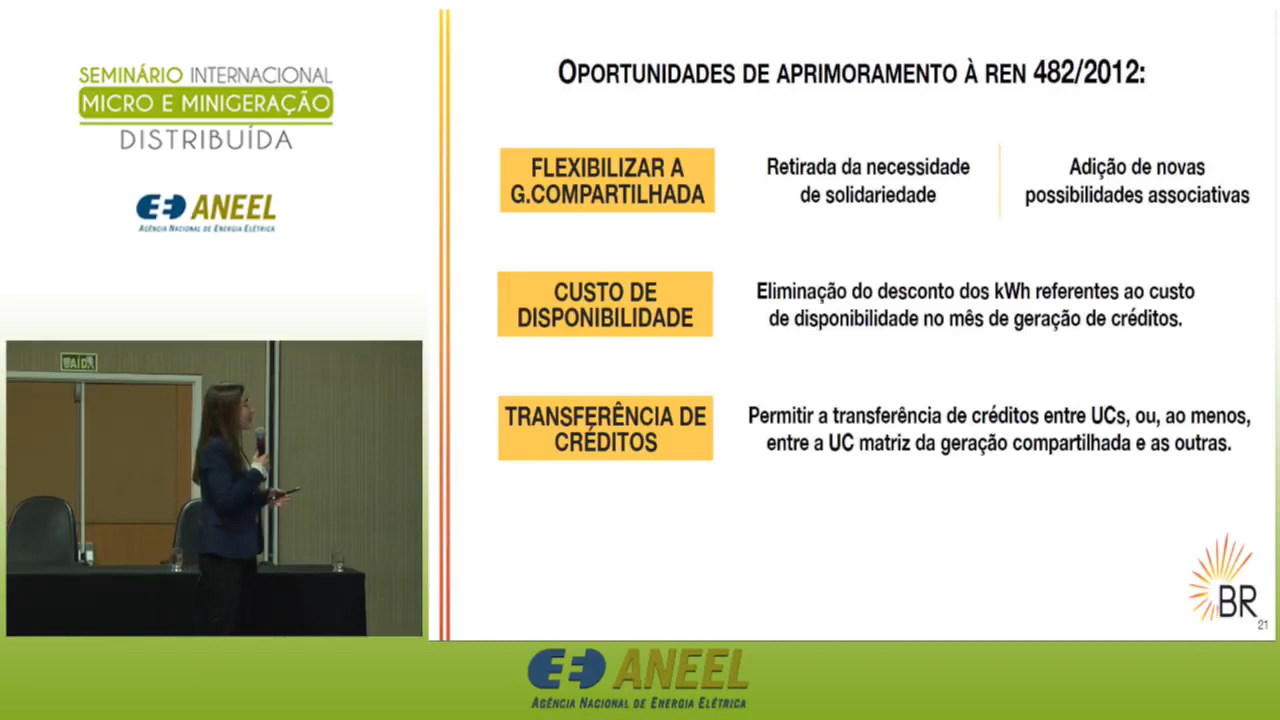 SEMINÁRIO INTERNACIONAL
MICRO E MINIGERAÇÃO
DISTRIBUÍDA
ANEEL
AGÊNCIA NACIONAL DE ENERGIA ELÉTRICA
SAÍDA
OPORTUNIDADES DE APRIMORAMENTO À REN 482/2012:
FLEXIBILIZAR A
G.COMPARTILHADA
Retirada da necessidade
de solidariedade
Adição de novas
possibilidades associativas
CUSTO DE
DISPONIBILIDADE
Eliminação do desconto dos kWh referentes ao custo
de disponibilidade no mês de geração de créditos.
TRANSFERÊNCIA DE
CRÉDITOS
Permitir a transferência de créditos entre UCs, ou, ao menos,
entre a UC matriz da geração compartilhada e as outras.
BR
21
ANEEL
AGÊNCIA NACIONAL DE ENERGIA ELÉTRICA